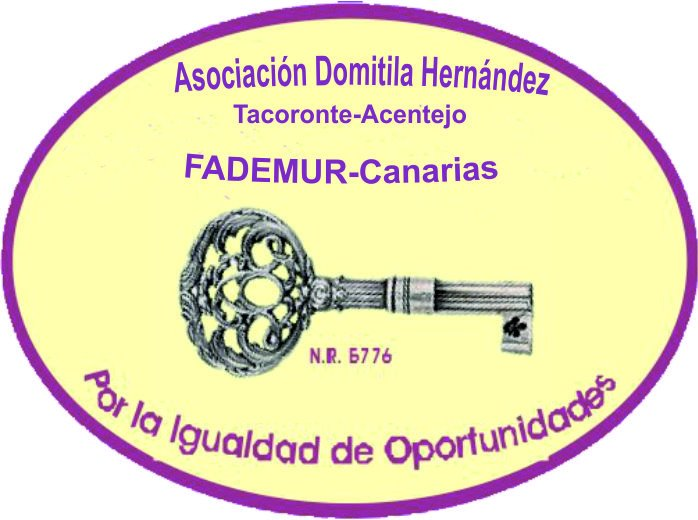 Asociación Domitila Hernández
Tacoronte-Acentejo
FADEMUR-Canarias
N.R. 5776
Por la Igualdad de Oportunidades